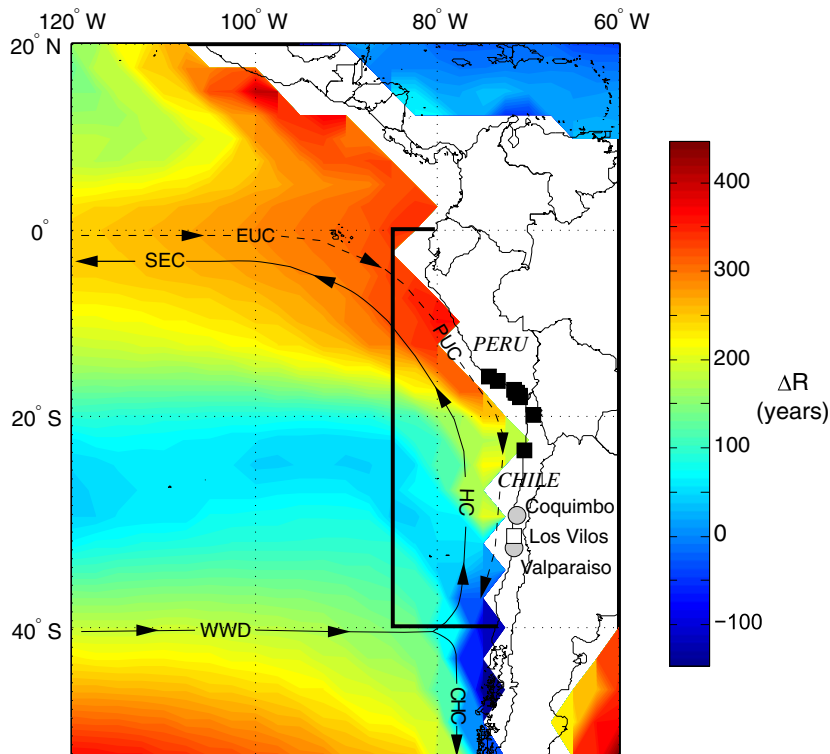 120° W 100° W 80° W 60° W
20° N
400
0°
EUC
SEC
300
PUC
PERU
200
ΔR
(years)
20° S
100
CHILE
HC
Coquimbo
0
Los Vilos
Valparaiso
−100
40° S
WWD
CHC